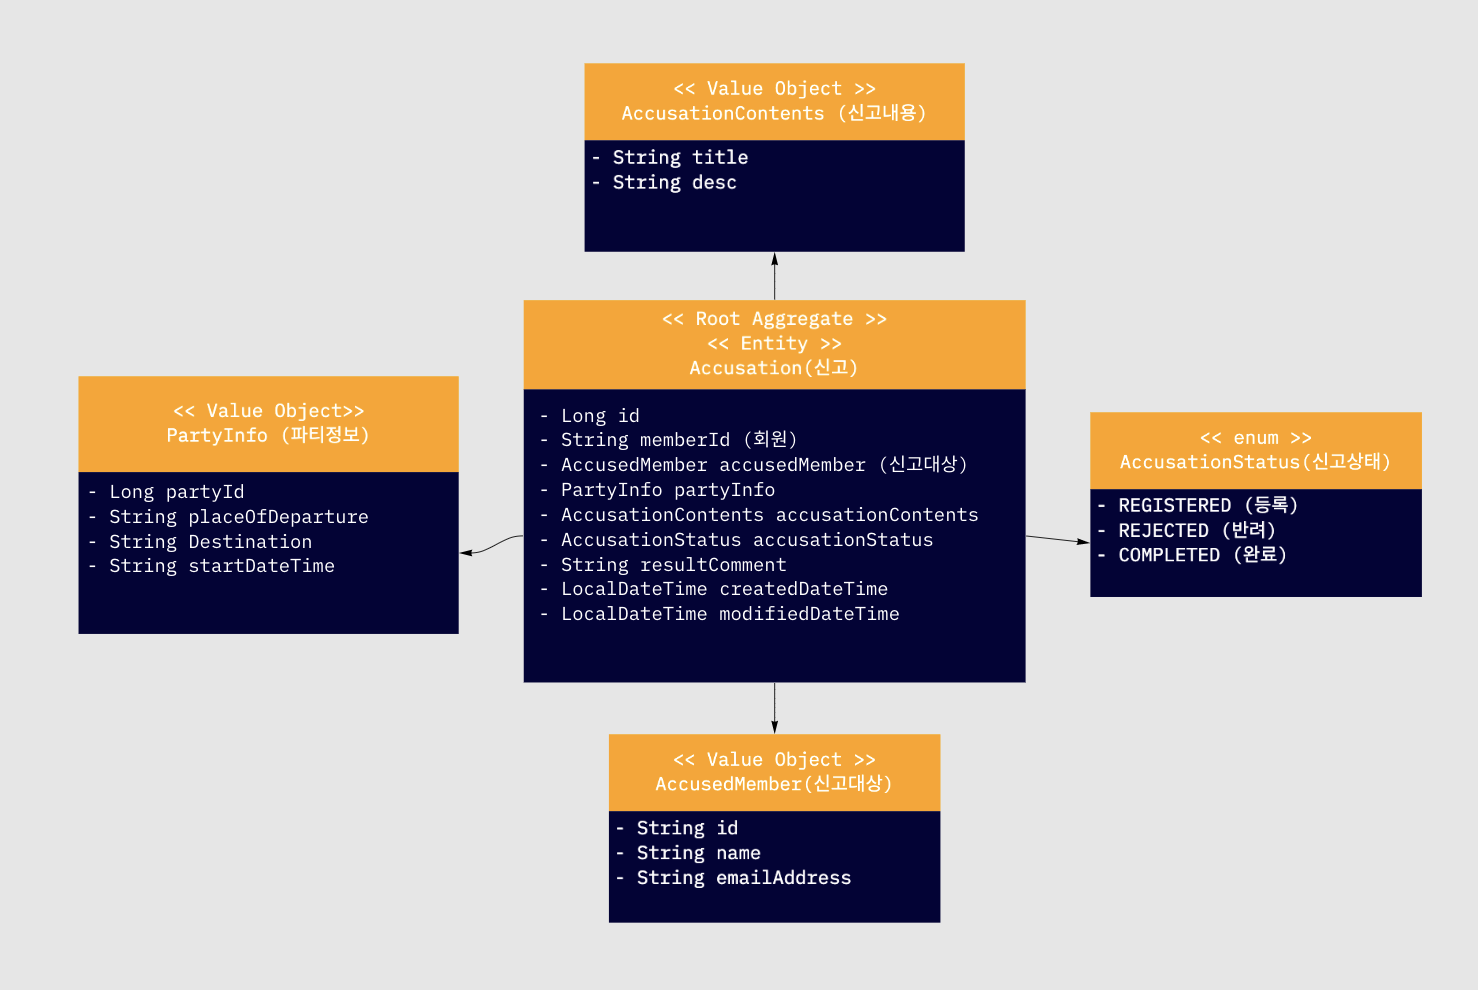 << Value Object >>
AccusationContents (신고내용)
- String title
- String desc
<< Root Aggregate >>
<< Entity >>
Accusation(신고)
- Long id
- String memberId (회원)
- AccusedMember accusedMember (신고대상)
- PartyInfo partyInfo
- AccusationContents accusationContents
- AccusationStatus accusationStatus
- String resultComment
- LocalDateTime createdDateTime
- LocalDateTime modifiedDateTime
<< Value Object>>
PartyInfo (파티정보)
- Long partyId
- String placeOfDeparture
- String Destination
- String startDateTime
<< enum >>
AccusationStatus(신고상태)
- REGISTERED (등록)
- REJECTED (반려)
- COMPLETED (완료)
<< Value Object >>
AccusedMember(신고대상)
- String id
- String name
- String emailAddress